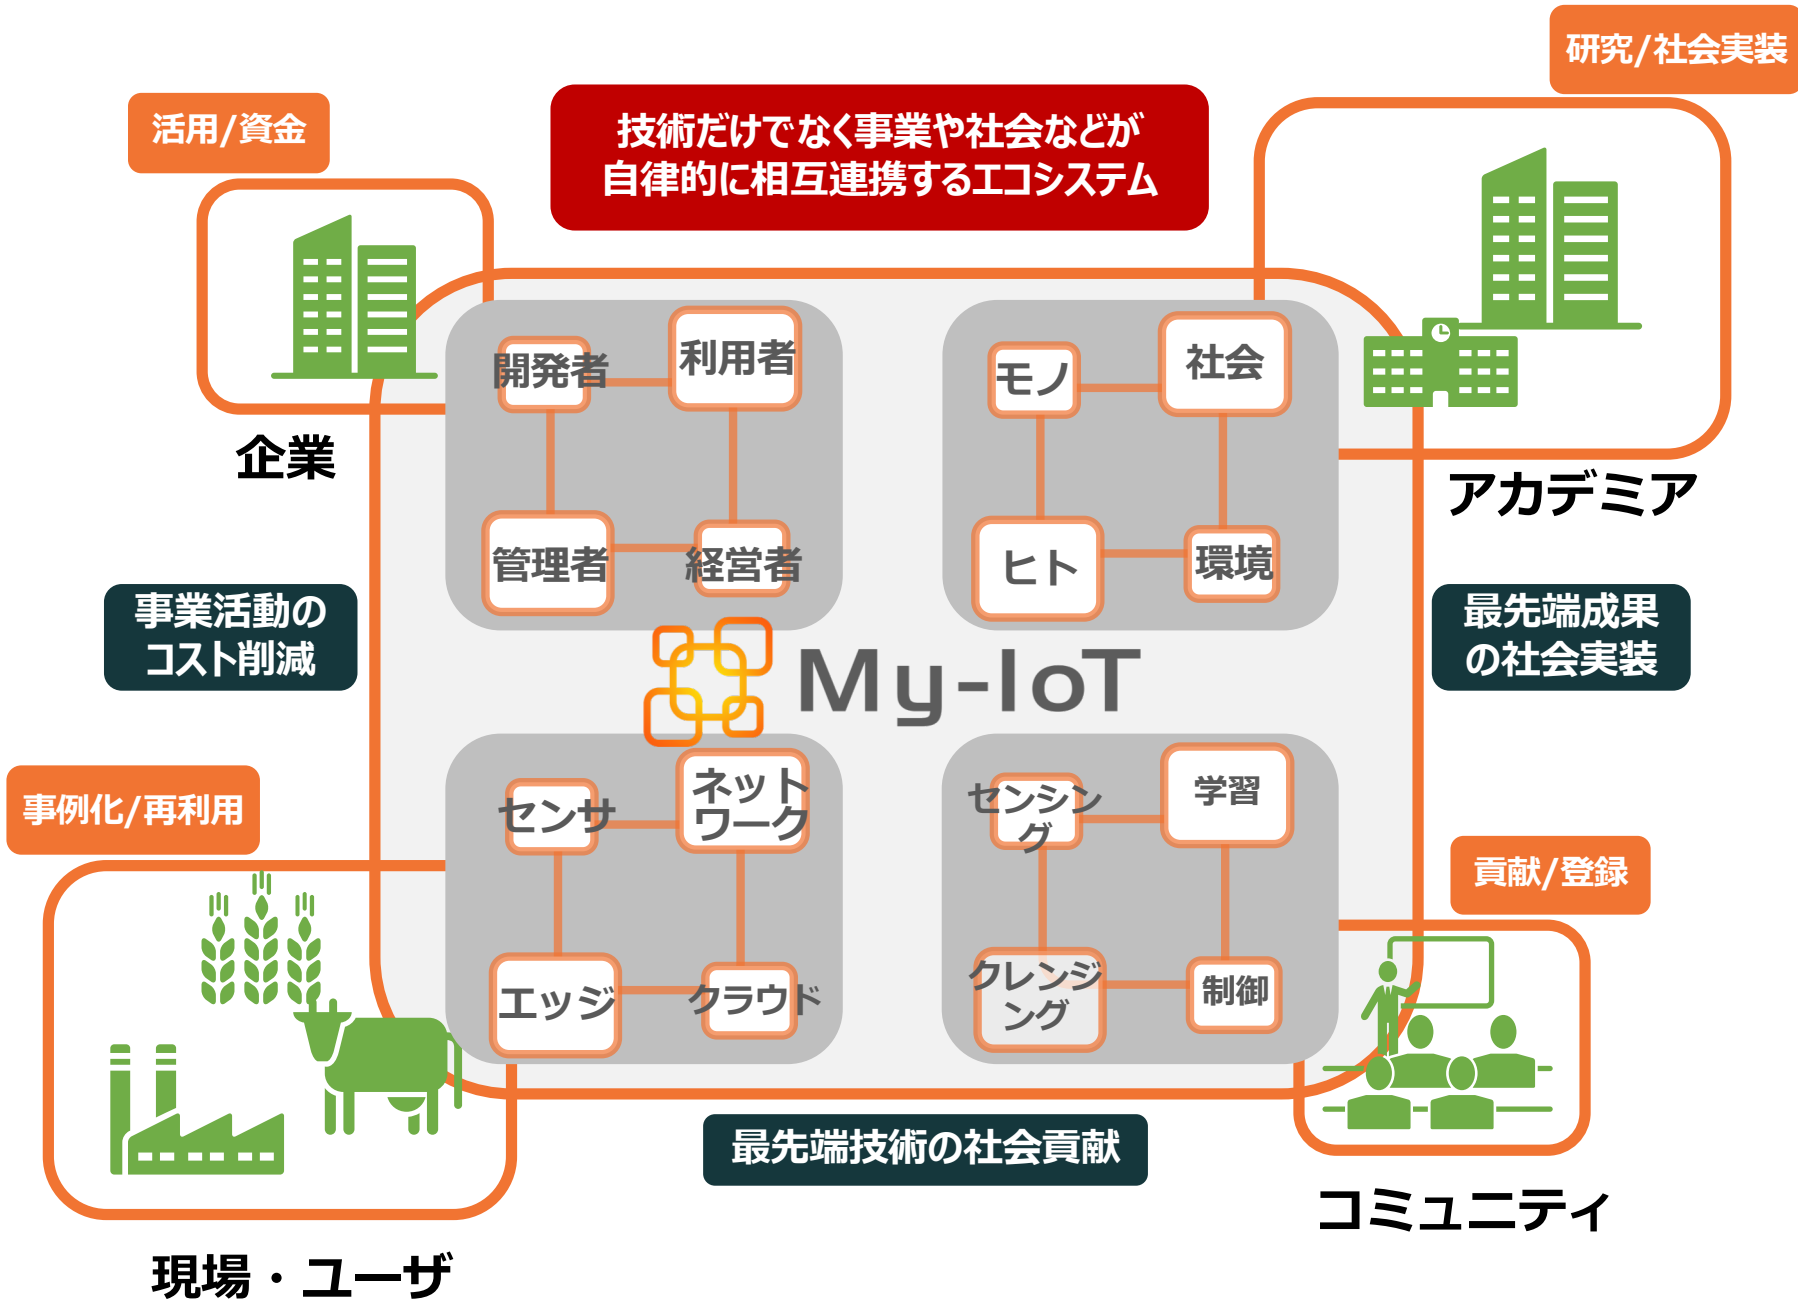 研究/社会実装
活用/資金
技術だけでなく事業や社会などが
自律的に相互連携するエコシステム
開発者
利用者
モノ
社会
企業
アカデミア
管理者
経営者
ヒト
環境
事業活動の
コスト削減
最先端成果
の社会実装
My-IoT
事例化/再利用
センサ
ネット
ワーク
センシン
グ
学習
貢献/登録
エッジ
クラウド
クレンジ
ング
制御
最先端技術の社会貢献
コミュニティ
現場・ユーザ